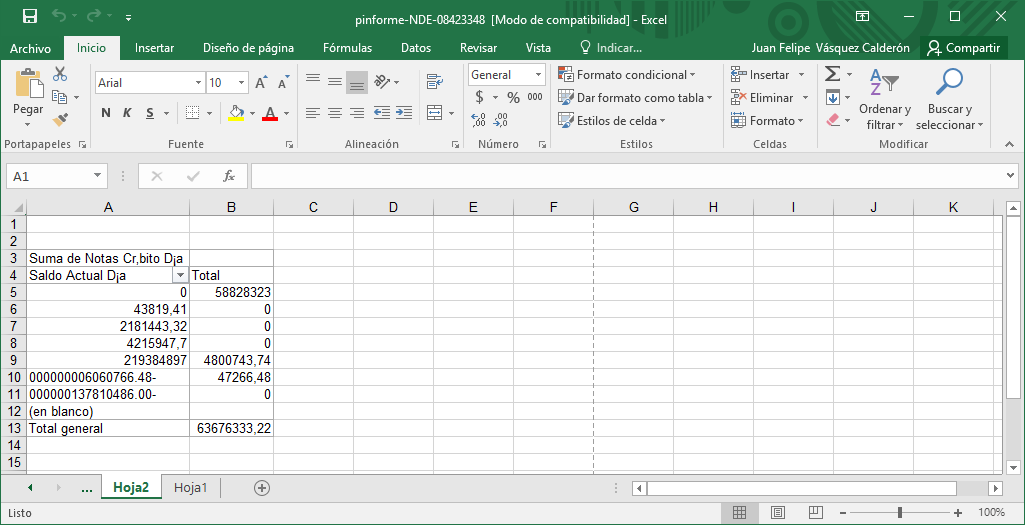 pinforme-NDE-08423348 [Modo de compatibilidad] - Excel
Archivo Inicio Insertar Diseño de página Fórmulas Datos Revisar Vista Indicar... Juan Felipe Vásquez Calderón Compartir
Pegar
Arial 10 A A
N K S A
General
$ % 000
Formato condicional
Dar formato como tabla
Estilos de celda
Insertar
Eliminar
Formato
Ordenar y filtrar
Buscar y seleccionar
Portapapeles Fuente Alineación Número Estilos Celdas Modificar
A1 fx
A B C D E F G H I J K
1
2
3 Suma de Notas Cr‚bito D¡a
4 Saldo Actual D¡a Total
5 0 58828323
6 43819,41 0
7 2181443,32 0
8 4215947,7 0
9 219384897 4800743,74
10 000000006060766.48- 47266,48
11 000000137810486.00- 0
12 (en blanco)
13 Total general 63676333,22
14
15
... Hoja2 Hoja1
Listo 100%